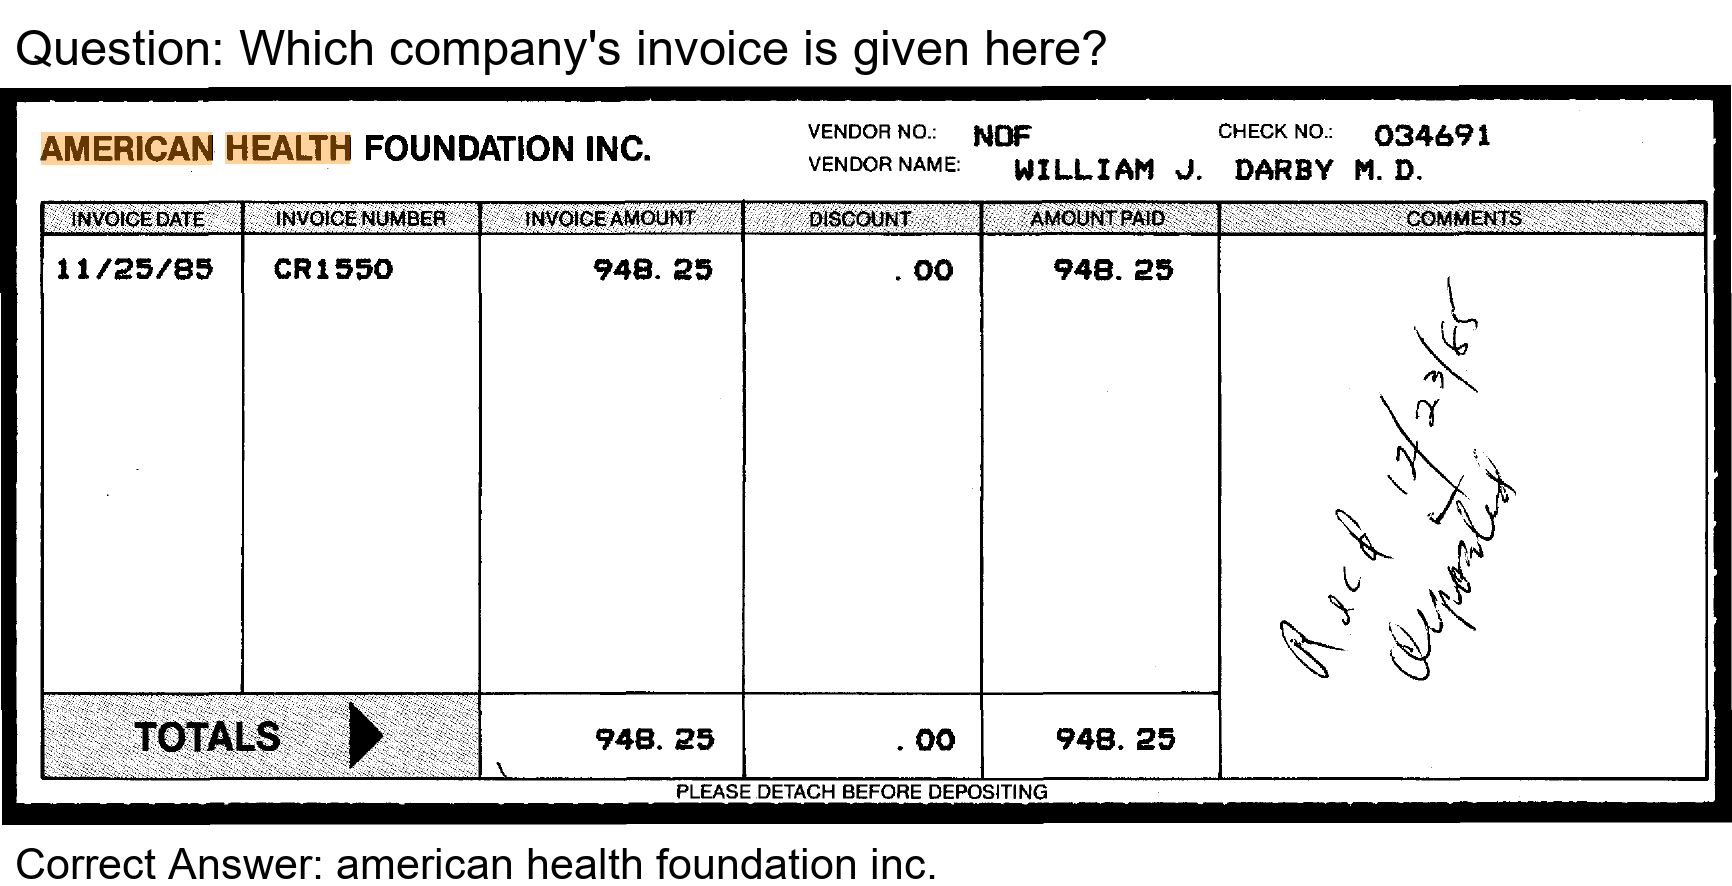 Question: Which company's invoice is given here?
AMERICAN HEALTH FOUNDATION INC.
VENDOR NO.: NDF
CHECK NO.: 034691
VENDOR NAME: WILLIAM J. DARBY M. D.
INVOICE DATE INVOICE NUMBER INVOICE AMOUNT DISCOUNT AMOUNT PAID COMMENTS
11/25/85 CR1550 948. 25 . 00 948. 25
Recd 12/23/85
Deposited
TOTALS 948. 25 . 00 948. 25
PLEASE DETACH BEFORE DEPOSITING
Correct Answer: american health foundation inc.